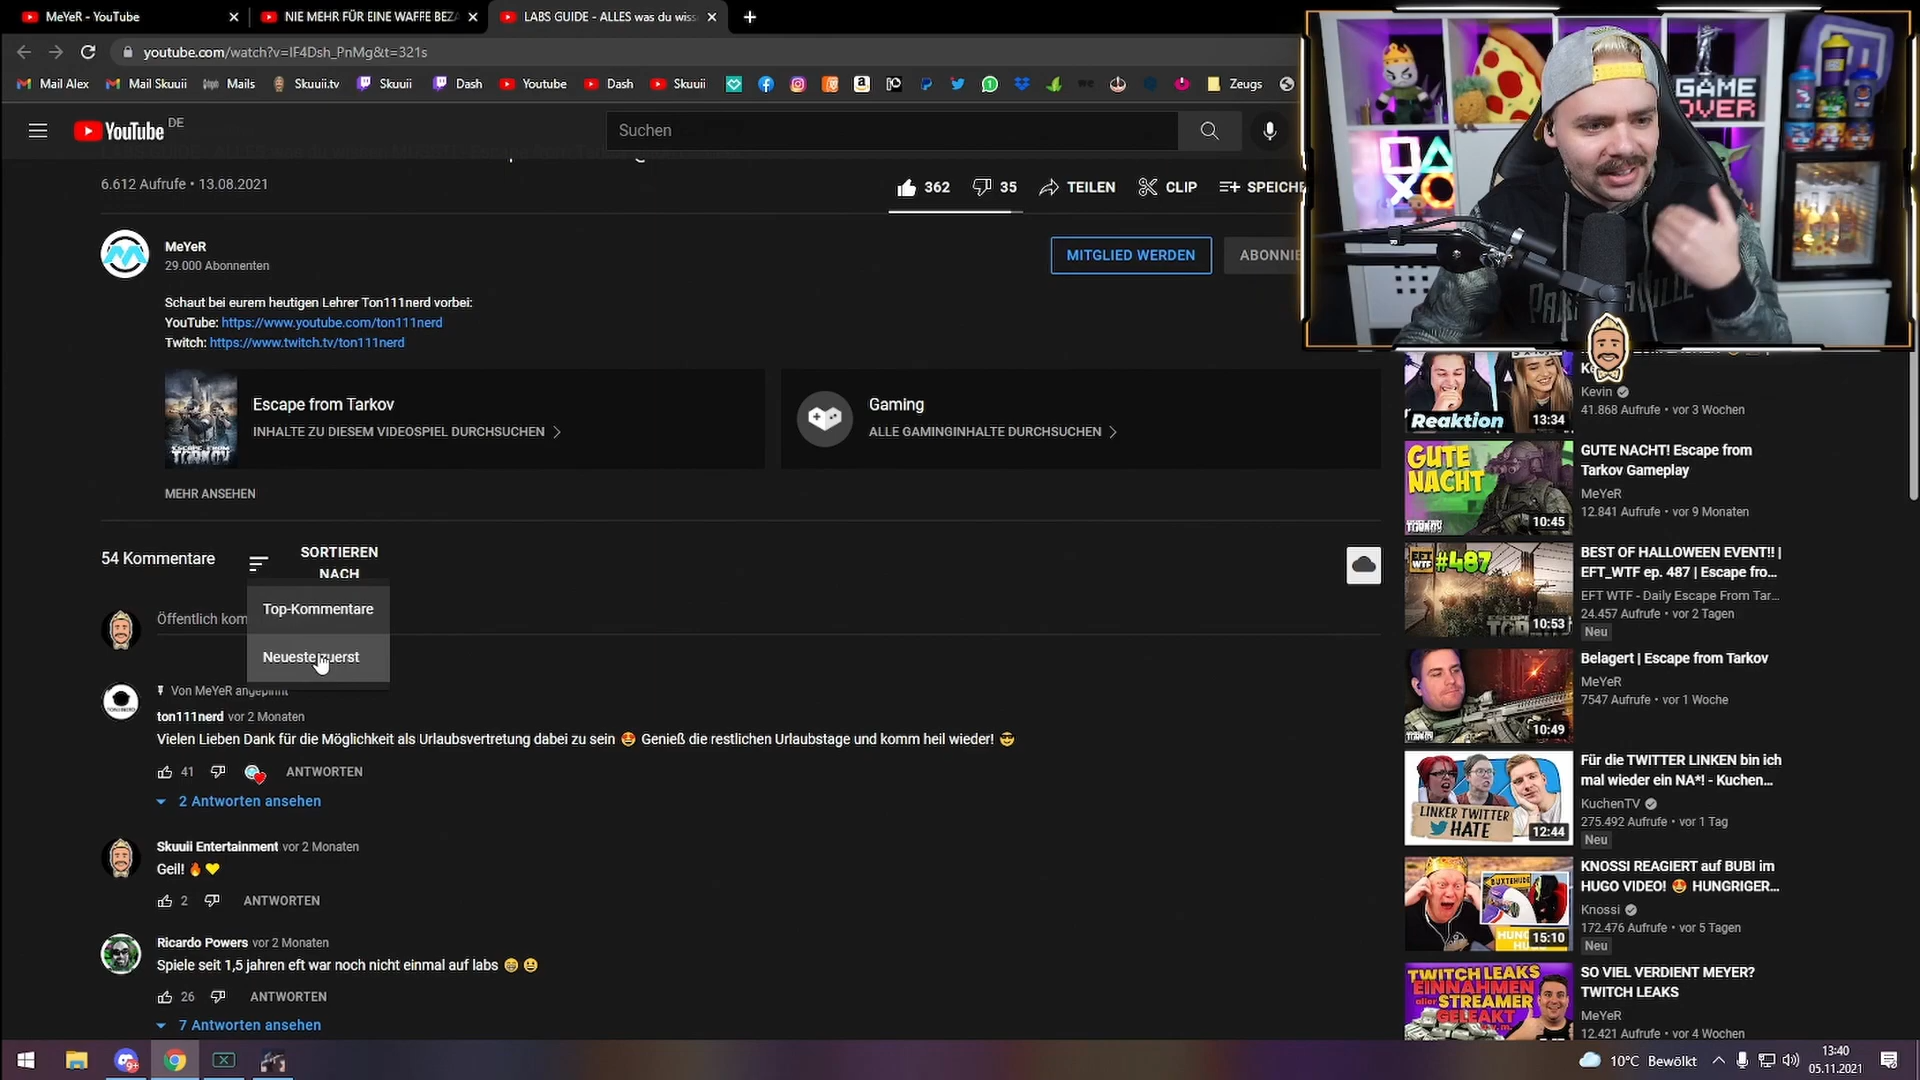 MeYeR - YouTube
NIE MEHR FÜR EINE WAFFE BEZA
LABS GUIDE - ALLES was du wiss
youtube.com/watch?v=lF4Dsh_PnMg&t=321s
Mail Alex
Mail Skuuii
Mails
Skuuii.tv
Skuuii
Dash
Youtube
Dash
Skuuii
Zeugs
YouTube DE
Suchen
6.612 Aufrufe • 13.08.2021
362
35
TEILEN
CLIP
SPEICHE
MeYeR
29.000 Abonnenten
MITGLIED WERDEN
ABONNIE
Schaut bei eurem heutigen Lehrer Ton111nerd vorbei:
YouTube: https://www.youtube.com/ton111nerd
Twitch: https://www.twitch.tv/ton111nerd
Escape from Tarkov
INHALTE ZU DIESEM VIDEOSPIEL DURCHSUCHEN
ESCAPE FROM
TARKOV
Gaming
ALLE GAMINGINHALTE DURCHSUCHEN
MEHR ANSEHEN
54 Kommentare
SORTIEREN
NACH
Top-Kommentare
Neueste zuerst
Öffentlich kom
Von MeYeR angepinnt
ton111nerd vor 2 Monaten
Vielen Lieben Dank für die Möglichkeit als Urlaubsvertretung dabei zu sein 🤩 Genieß die restlichen Urlaubstage und komm heil wieder! 😎
41
ANTWORTEN
2 Antworten ansehen
Skuuii Entertainment vor 2 Monaten
Geil! 🔥💛
2
ANTWORTEN
Ricardo Powers vor 2 Monaten
Spiele seit 1,5 jahren eft war noch nicht einmal auf labs 😁😃
26
ANTWORTEN
7 Antworten ansehen
GAME
OVER
Reaktion
13:34
Kevin
41.868 Aufrufe • vor 3 Wochen
GUTE
NACHT
10:45
GUTE NACHT! Escape from
Tarkov Gameplay
MeYeR
12.841 Aufrufe • vor 9 Monaten
EFT
WTF
#487
10:53
BEST OF HALLOWEEN EVENT!! |
EFT_WTF ep. 487 | Escape fro...
EFT WTF - Daily Escape From Tar...
24.457 Aufrufe • vor 2 Tagen
Neu
10:49
Belagert | Escape from Tarkov
MeYeR
7547 Aufrufe • vor 1 Woche
LINKER TWITTER
HATE
12:44
Für die TWITTER LINKEN bin ich
mal wieder ein NA*! - Kuchen...
KuchenTV
275.492 Aufrufe • vor 1 Tag
Neu
BUXTEHUDE
15:10
KNOSSI REAGIERT auf BUBI im
HUGO VIDEO! 🤩 HUNGRIGER...
Knossi
172.476 Aufrufe • vor 5 Tagen
Neu
TWITCH LEAKS
EINNAHMEN
aller STREAMER
GELEAKT
SO VIEL VERDIENT MEYER?
TWITCH LEAKS
MeYeR
12.421 Aufrufe • vor 4 Wochen
10°C Bewölkt
13:40
05.11.2021